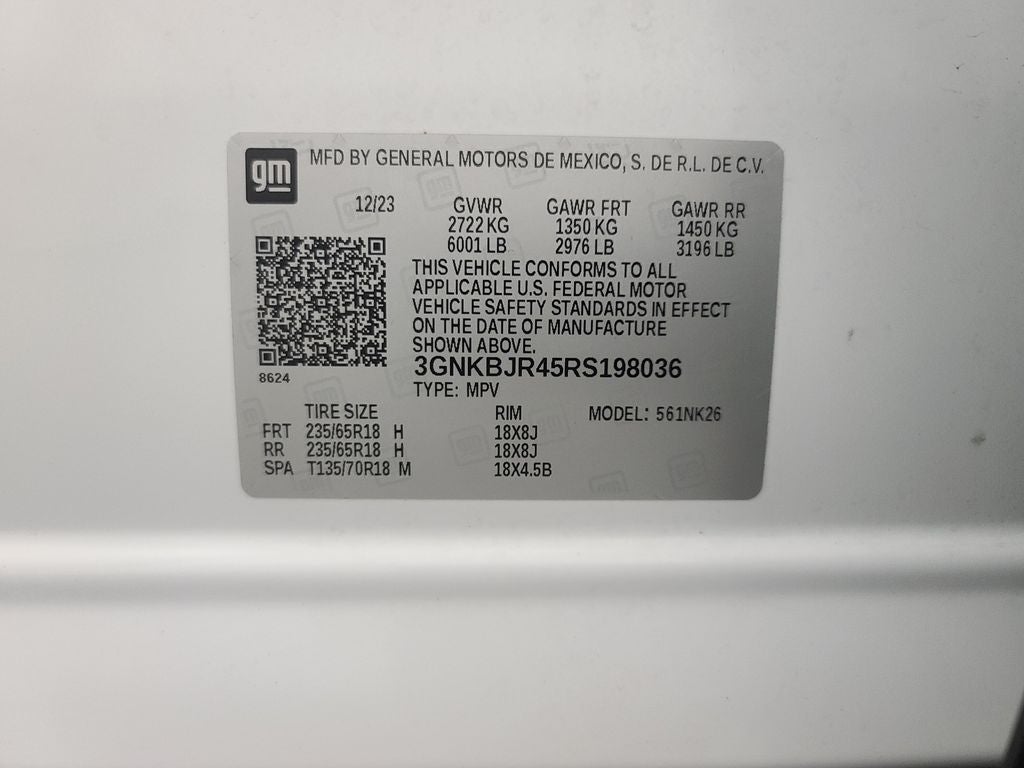 gm
MFD BY GENERAL MOTORS DE MEXICO, S. DE R.L. DE C.V.
12/23 GVWR GAWR FRT GAWR RR
2722 KG 1350 KG 1450 KG
6001 LB 2976 LB 3196 LB
THIS VEHICLE CONFORMS TO ALL
APPLICABLE U.S. FEDERAL MOTOR
VEHICLE SAFETY STANDARDS IN EFFECT
ON THE DATE OF MANUFACTURE
SHOWN ABOVE.
3GNKBJR45RS198036
8624
TYPE: MPV
TIRE SIZE RIM MODEL: 561NK26
FRT 235/65R18 H 18X8J
RR 235/65R18 H 18X8J
SPA T135/70R18 M 18X4.5B